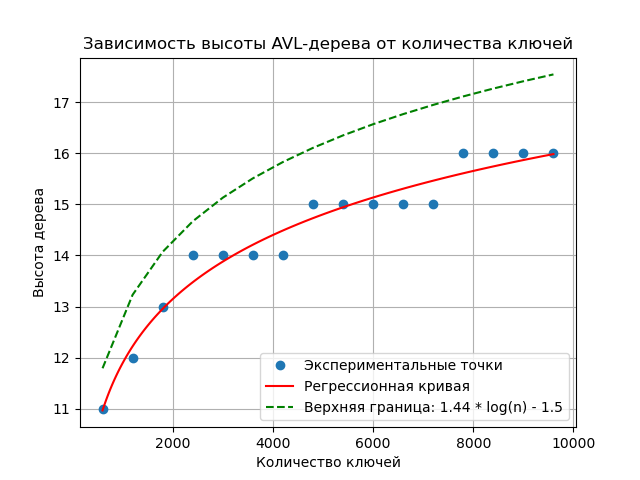 Зависимость высоты AVL-дерева от количества ключей
Высота дерева
17
16
15
14
13
12
11
Экспериментальные точки
Регрессионная кривая
Верхняя граница: 1.44 * log(n) - 1.5
2000
4000
6000
8000
10000
Количество ключей